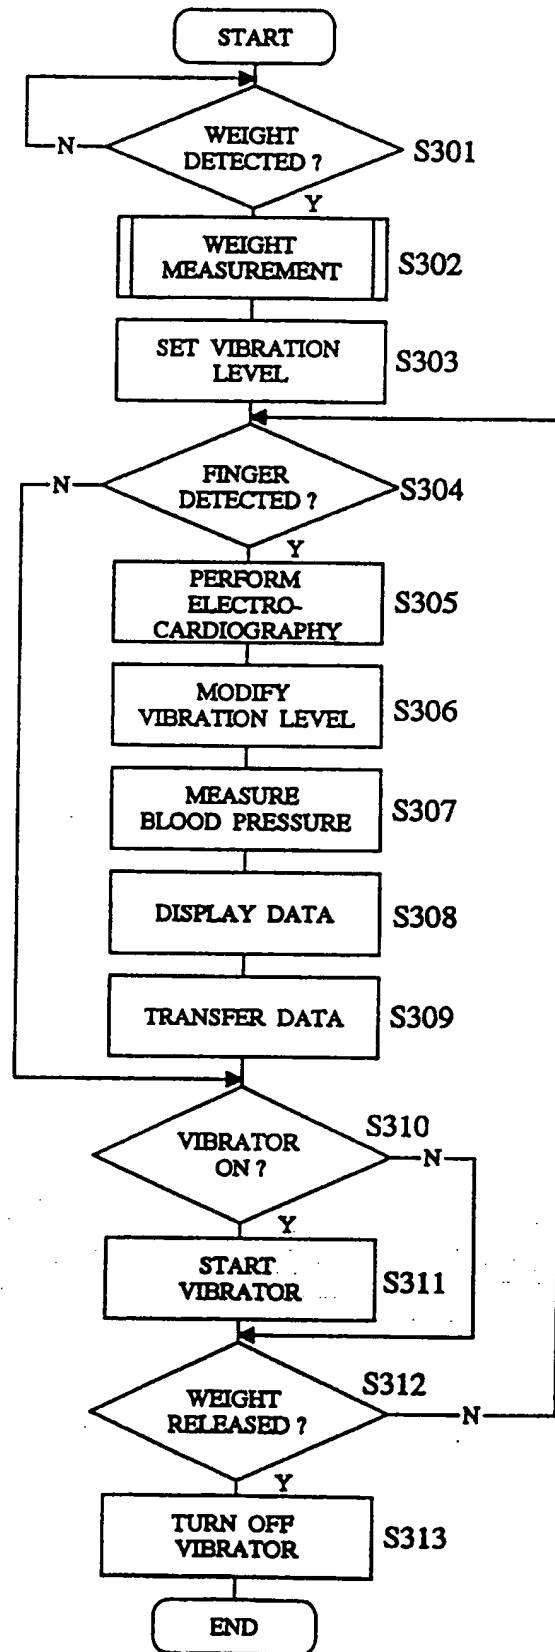 START
WEIGHT
DETECTED ?
S301
N
Y
WEIGHT
MEASUREMENT
S302
SET VIBRATION
LEVEL
S303
FINGER
DETECTED ?
S304
N
Y
PERFORM
ELECTRO-
CARDIOGRAPHY
S305
MODIFY
VIBRATION LEVEL
S306
MEASURE
BLOOD PRESSURE
S307
DISPLAY DATA
S308
TRANSFER DATA
S309
VIBRATOR
ON ?
S310
N
Y
START
VIBRATOR
S311
WEIGHT
RELEASED ?
S312
N
Y
TURN OFF
VIBRATOR
S313
END